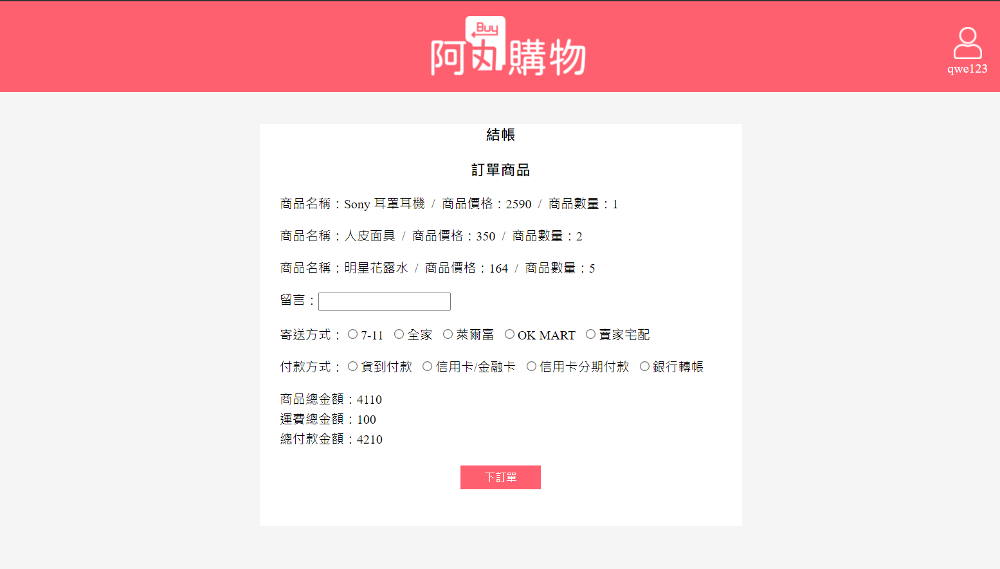 Buy
阿丸購物
qwe123
結帳
訂單商品
商品名稱：Sony 耳罩耳機 / 商品價格：2590 / 商品數量：1
商品名稱：人皮面具 / 商品價格：350 / 商品數量：2
商品名稱：明星花露水 / 商品價格：164 / 商品數量：5
留言：
寄送方式： 7-11 全家 萊爾富 OK MART 賣家宅配
付款方式： 貨到付款 信用卡/金融卡 信用卡分期付款 銀行轉帳
商品總金額：4110
運費總金額：100
總付款金額：4210
下訂單